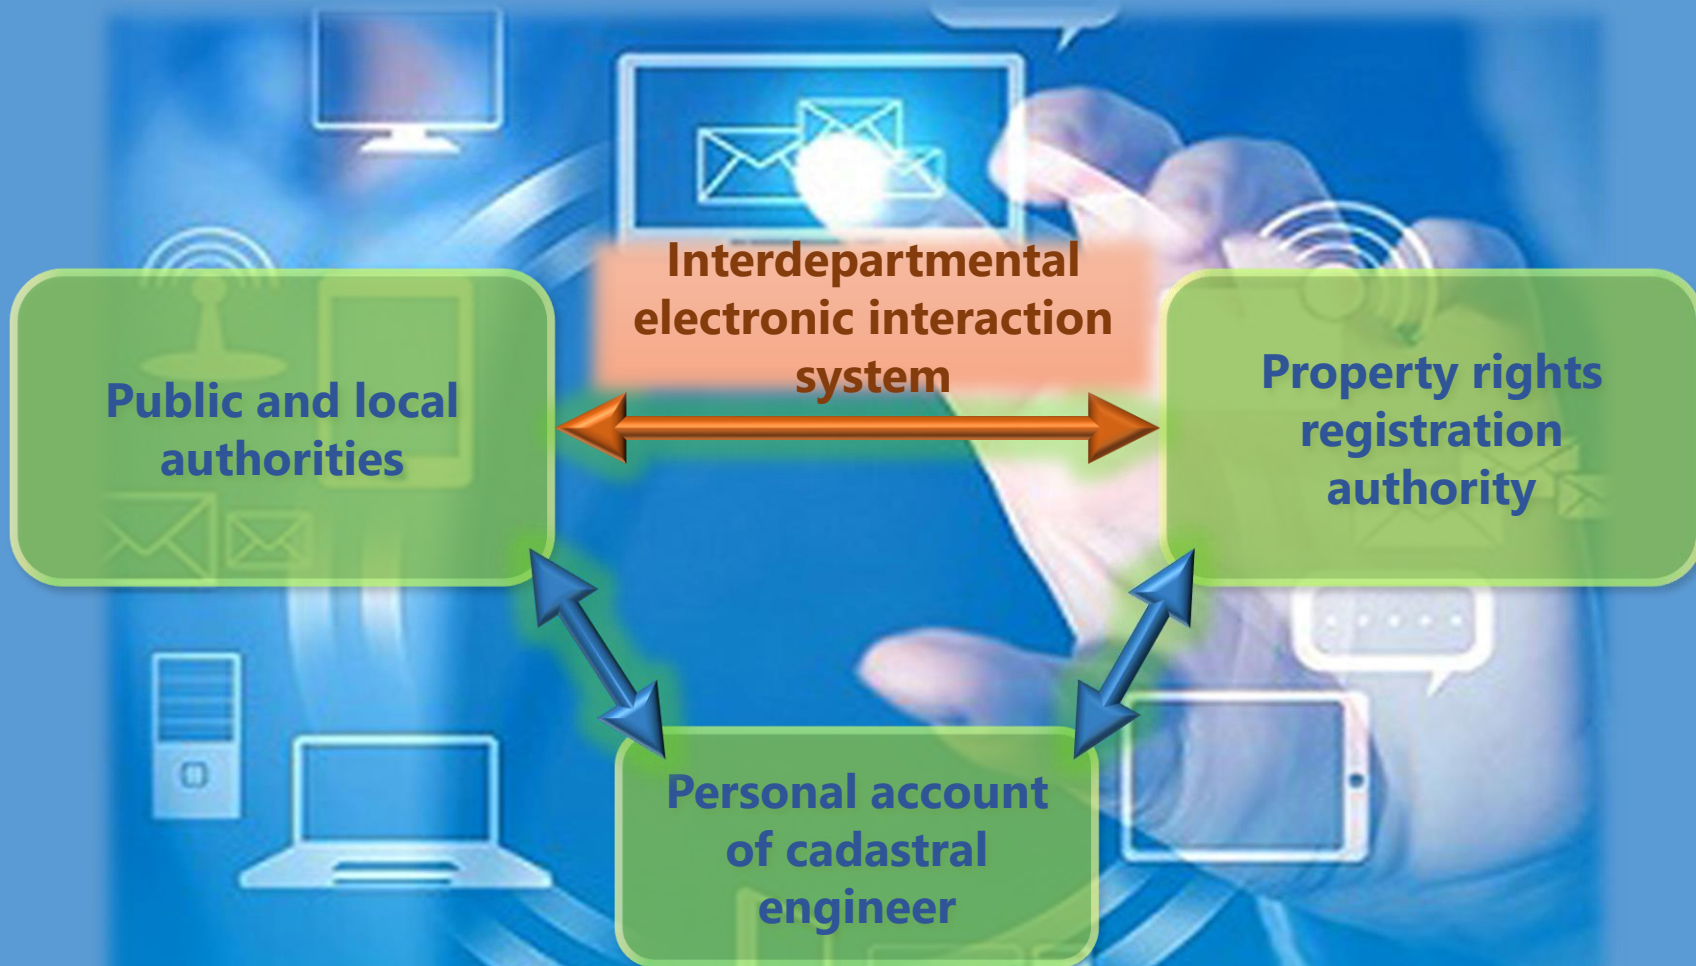 Interdepartmental
electronic interaction
system
Public and local
authorities
Property rights
registration
authority
Personal account
of cadastral
engineer